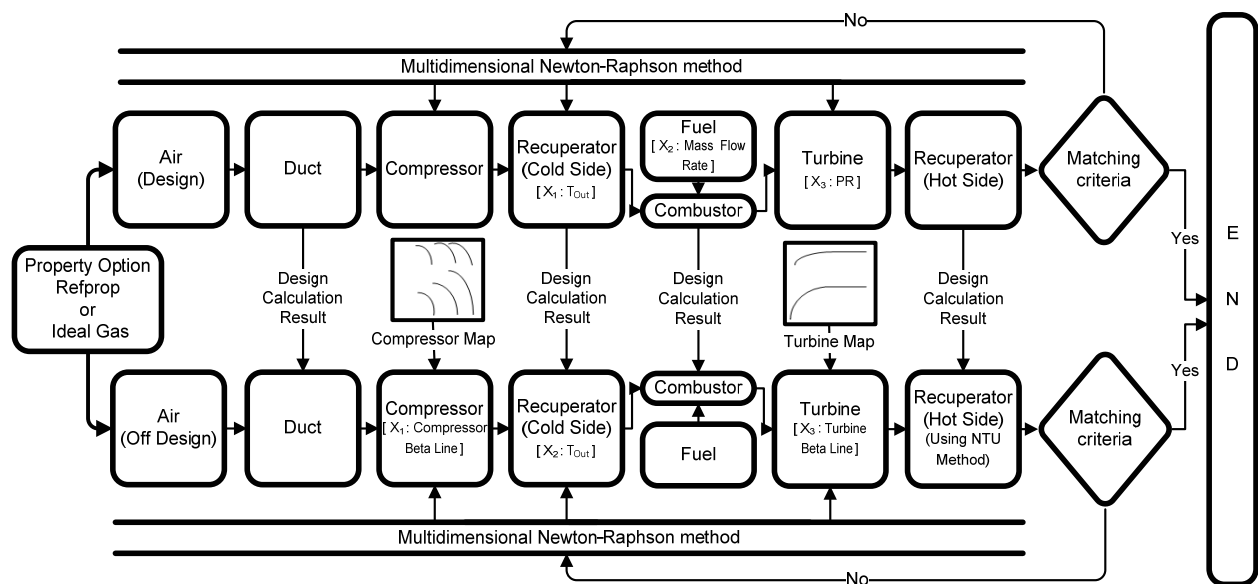 No
Multidimensional Newton-Raphson method
Air
(Design)
Duct
Compressor
Recuperator
(Cold Side)
[ X₁ : TOut ]
Fuel
[ X₂ : Mass Flow
Rate ]
Combustor
Turbine
[ X₃ : PR ]
Recuperator
(Hot Side)
Matching
criteria
Yes
Property Option
Refprop
or
Ideal Gas
Design
Calculation
Result
Compressor Map
Design
Calculation
Result
Design
Calculation
Result
Turbine Map
Design
Calculation
Result
E
N
D
Air
(Off Design)
Duct
Compressor
[ X₁ : Compressor
Beta Line ]
Recuperator
(Cold Side)
[ X₂ : TOut ]
Combustor
Fuel
Turbine
[ X₃ : Turbine
Beta Line ]
Recuperator
(Hot Side)
(Using NTU
Method)
Matching
criteria
Yes
Multidimensional Newton-Raphson method
No